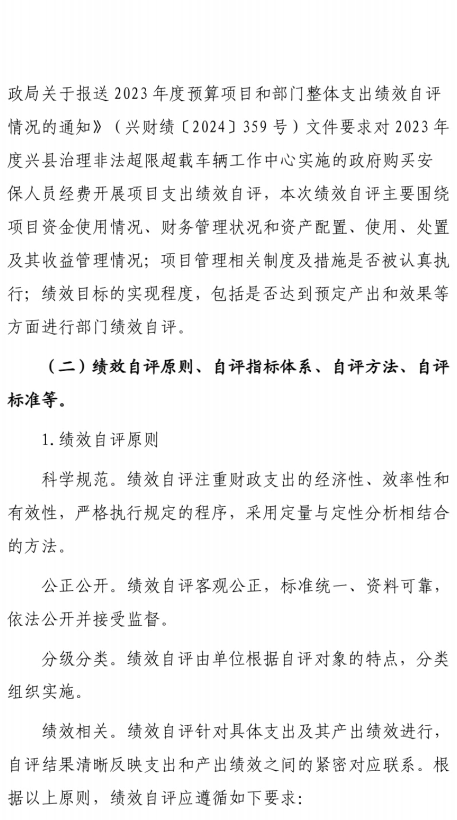 政局关于报送 2023 年度预算项目和部门整体支出绩效自评
情况的通知》（兴财绩〔2024〕359 号）文件要求对 2023 年
度兴县治理非法超限超载车辆工作中心实施的政府购买安
保人员经费开展项目支出绩效自评，本次绩效自评主要围绕
项目资金使用情况、财务管理状况和资产配置、使用、处置
及其收益管理情况；项目管理相关制度及措施是否被认真执
行；绩效目标的实现程度，包括是否达到预定产出和效果等
方面进行部门绩效自评。
（二）绩效自评原则、自评指标体系、自评方法、自评
标准等。
1.绩效自评原则
科学规范。绩效自评注重财政支出的经济性、效率性和
有效性，严格执行规定的程序，采用定量与定性分析相结合
的方法。
公正公开。绩效自评客观公正，标准统一、资料可靠，
依法公开并接受监督。
分级分类。绩效自评由单位根据自评对象的特点，分类
组织实施。
绩效相关。绩效自评针对具体支出及其产出绩效进行，
自评结果清晰反映支出和产出绩效之间的紧密对应联系。根
据以上原则，绩效自评应遵循如下要求：